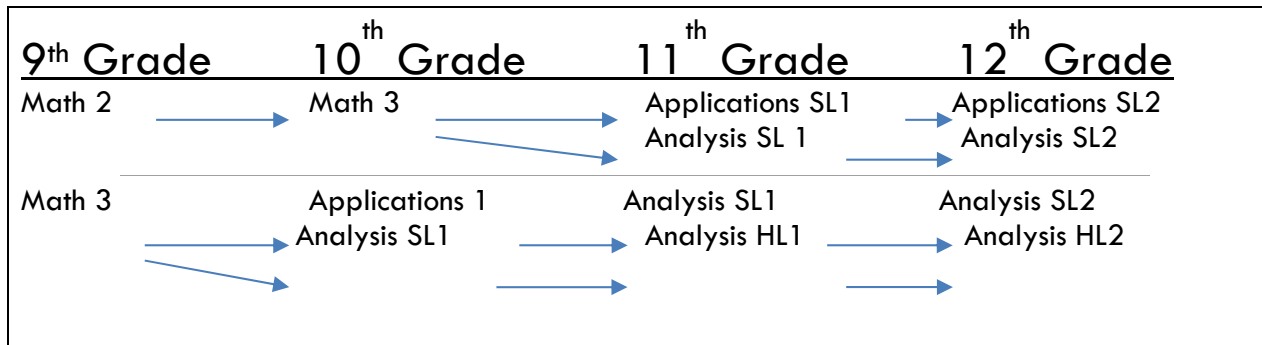 9th Grade 10th Grade 11th Grade 12th Grade
Math 2 Math 3 Applications SL1 Applications SL2
Analysis SL 1 Analysis SL2
Math 3 Applications 1 Analysis SL1 Analysis SL2
Analysis SL1 Analysis HL1 Analysis HL2